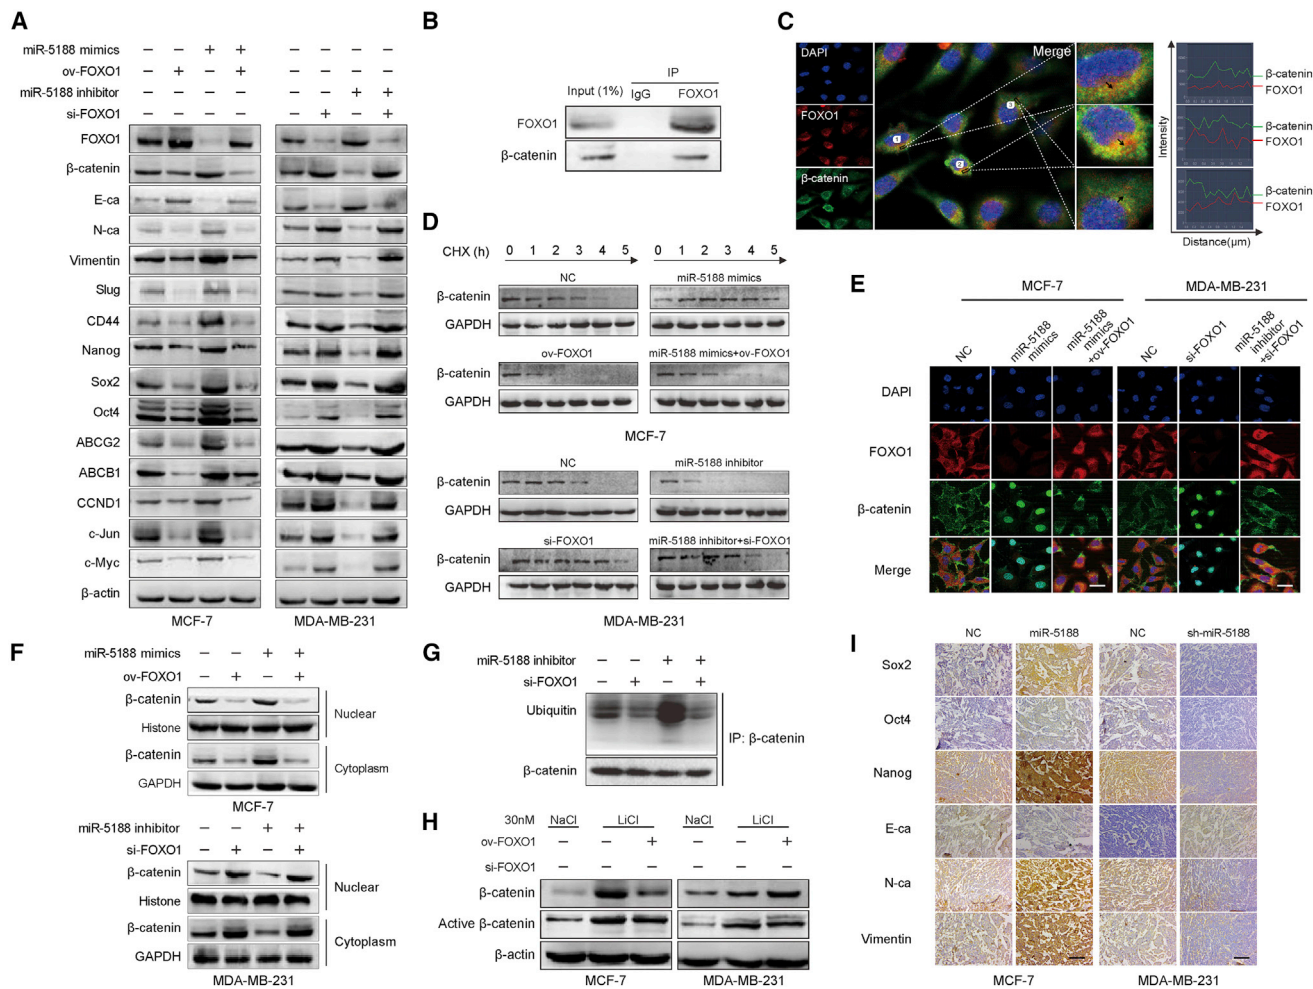 A
miR-5188 mimics − − + +
ov-FOXO1 − + − +
miR-5188 inhibitor − − + +
si-FOXO1 − + − +
FOXO1
β-catenin
E-ca
N-ca
Vimentin
Slug
CD44
Nanog
Sox2
Oct4
ABCG2
ABCB1
CCND1
c-Jun
c-Myc
β-actin
MCF-7
MDA-MB-231
B
IP
Input (1%)
IgG
FOXO1
FOXO1
β-catenin
C
DAPI
FOXO1
β-catenin
Merge
1
2
3
Intensity
β-catenin
FOXO1
β-catenin
FOXO1
β-catenin
FOXO1
Distance(μm)
D
CHX (h)
0 1 2 3 4 5
0 1 2 3 4 5
NC
miR-5188 mimics
β-catenin
GAPDH
ov-FOXO1
miR-5188 mimics+ov-FOXO1
β-catenin
GAPDH
MCF-7
NC
miR-5188 inhibitor
β-catenin
GAPDH
si-FOXO1
miR-5188 inhibitor+si-FOXO1
β-catenin
GAPDH
MDA-MB-231
E
MCF-7
MDA-MB-231
NC
miR-5188
mimics
miR-5188
mimics
+ov-FOXO1
NC
si-FOXO1
miR-5188
inhibitor
+si-FOXO1
DAPI
FOXO1
β-catenin
Merge
F
miR-5188 mimics − − + +
ov-FOXO1 − + − +
β-catenin
Histone
Nuclear
β-catenin
GAPDH
Cytoplasm
MCF-7
miR-5188 inhibitor − − + +
si-FOXO1 − + − +
β-catenin
Histone
Nuclear
β-catenin
GAPDH
Cytoplasm
MDA-MB-231
G
miR-5188 inhibitor − − + +
si-FOXO1 − + − +
Ubiquitin
β-catenin
IP: β-catenin
H
30nM NaCl LiCl NaCl LiCl
ov-FOXO1 − − + − − +
si-FOXO1 − − − − − −
β-catenin
Active β-catenin
β-actin
MCF-7
MDA-MB-231
I
NC
miR-5188
NC
sh-miR-5188
Sox2
Oct4
Nanog
E-ca
N-ca
Vimentin
MCF-7
MDA-MB-231